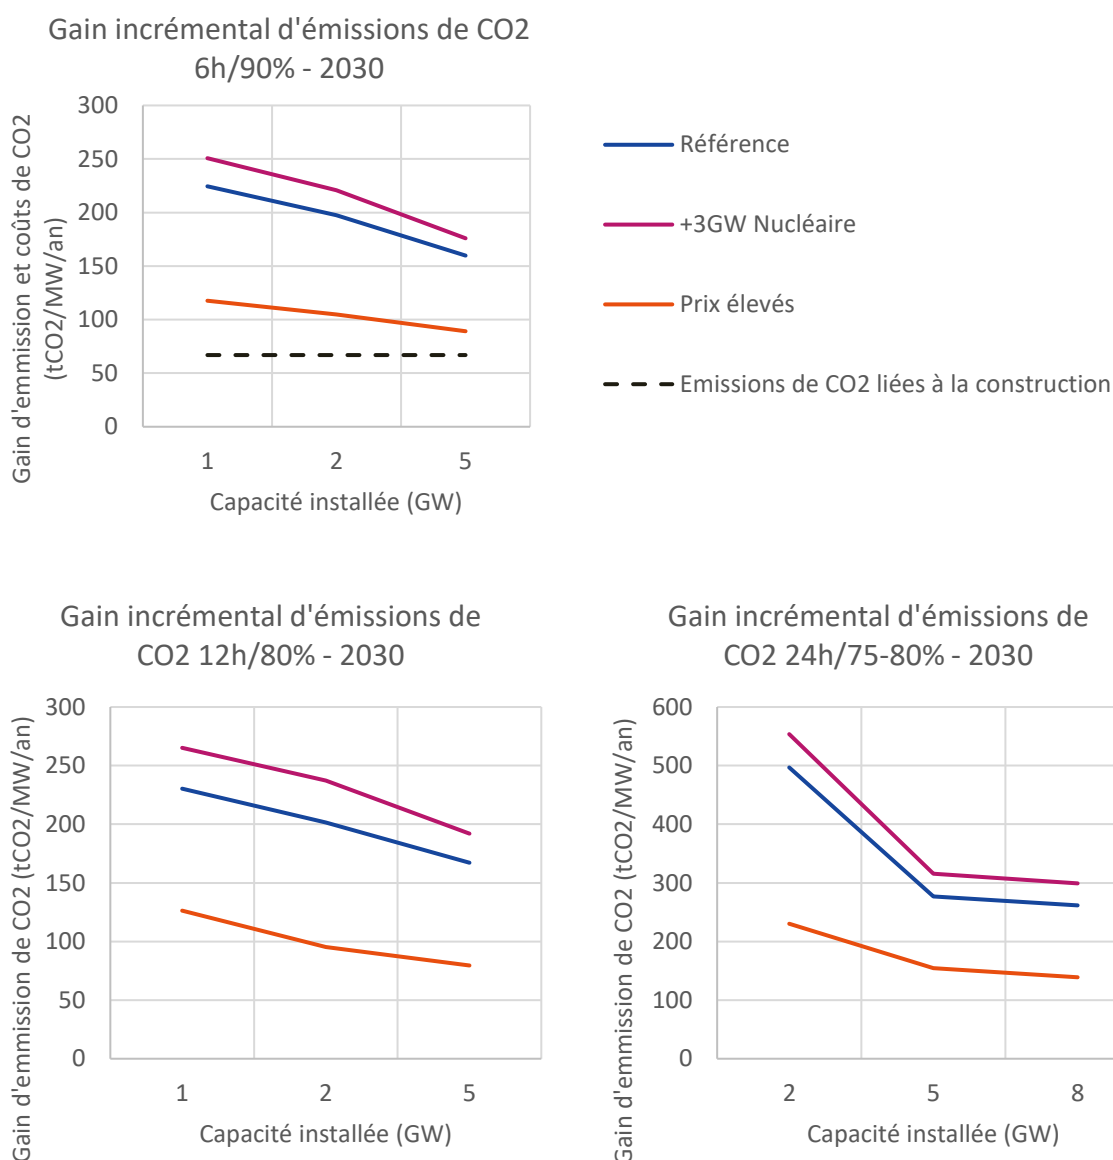 Gain incrémental d'émissions de CO2
6h/90% - 2030
Gain d'emmission et coûts de CO2
(tCO2/MW/an)
300
250
200
150
100
50
0
1 2 5
Capacité installée (GW)
Référence
+3GW Nucléaire
Prix élevés
Emissions de CO2 liées à la construction
Gain incrémental d'émissions de
CO2 12h/80% - 2030
Gain d'emmission de CO2 (tCO2/MW/an)
300
250
200
150
100
50
0
1 2 5
Capacité installée (GW)
Gain incrémental d'émissions de
CO2 24h/75-80% - 2030
Gain d'emmission de CO2 (tCO2/MW/an)
600
500
400
300
200
100
0
2 5 8
Capacité installée (GW)